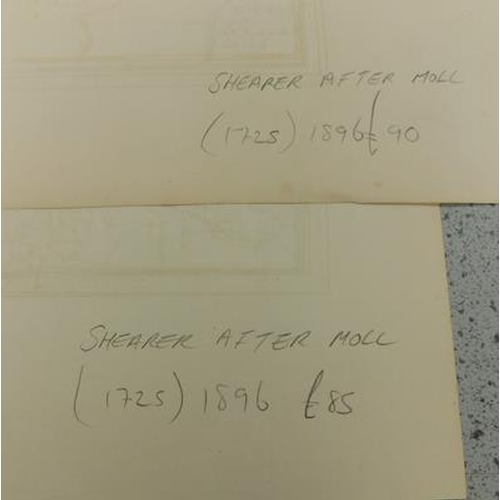 SHEARER AFTER MOLL
(1725) 1896 £90
SHEARER AFTER MOLL
(1725) 1896 £85